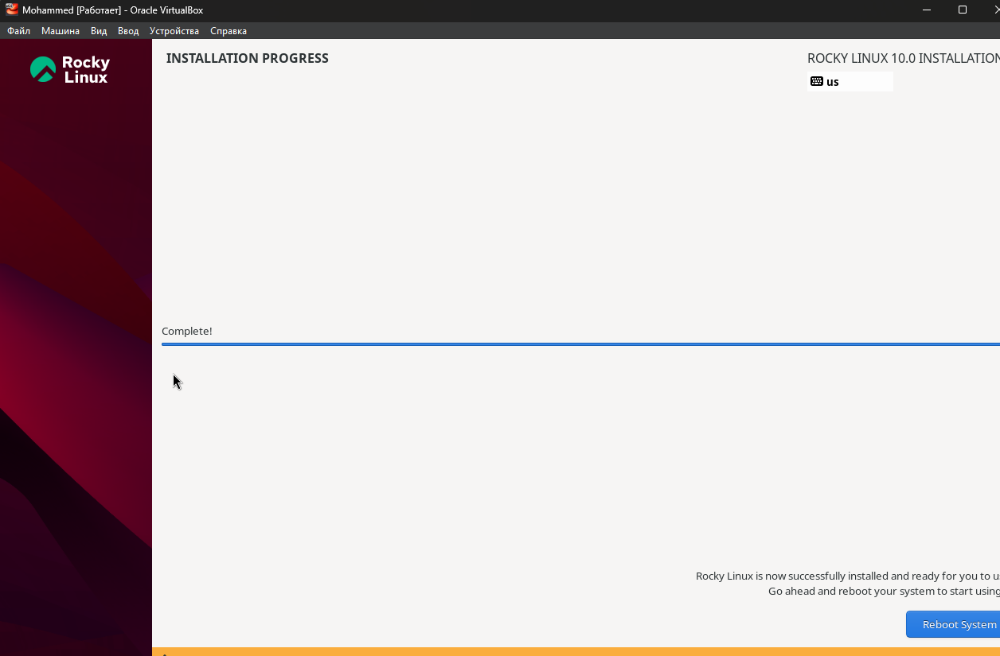 Mohammed [Работает] - Oracle VirtualBox
Файл Машина Вид Ввод Устройства Справка
Rocky
Linux
INSTALLATION PROGRESS
ROCKY LINUX 10.0 INSTALLATION
us
Complete!
Rocky Linux is now successfully installed and ready for you to
Go ahead and reboot your system to start using
Reboot System